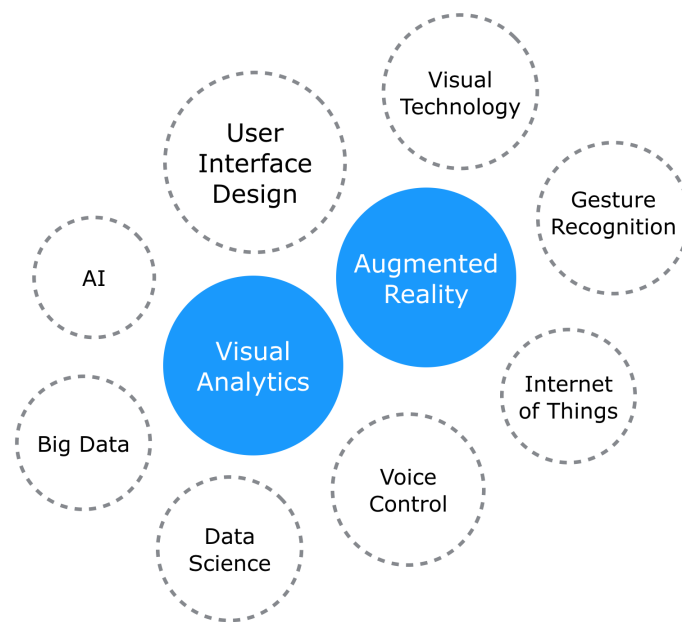 Visual
Technology
User
Interface
Design
Gesture
Recognition
Augmented
Reality
AI
Visual
Analytics
Internet
of Things
Big Data
Voice
Control
Data
Science